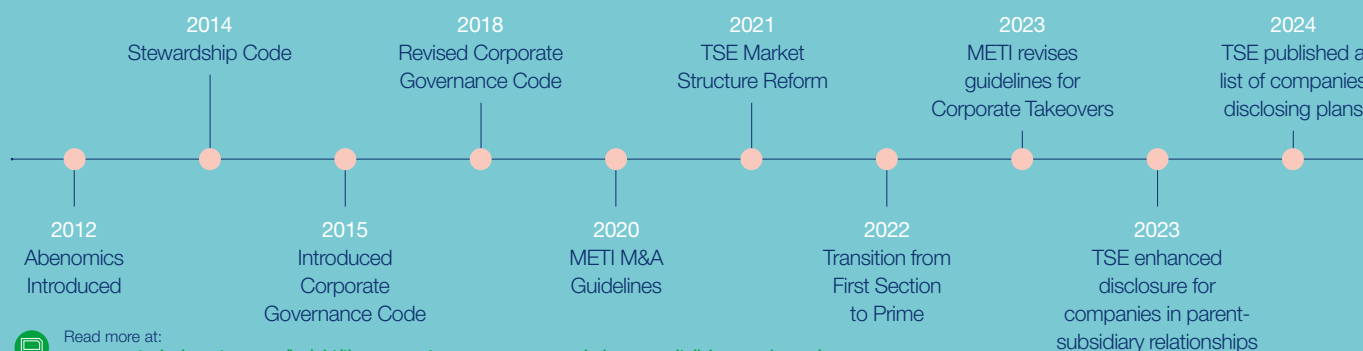 2014
Stewardship Code
2018
Revised Corporate
Governance Code
2021
TSE Market
Structure Reform
2023
METI revises
guidelines for
Corporate Takeovers
2024
TSE published a
list of companies
disclosing plans
2012
Abenomics
Introduced
2015
Introduced
Corporate
Governance Code
2020
METI M&A
Guidelines
2022
Transition from
First Section
to Prime
2023
TSE enhanced
disclosure for
companies in parent-
subsidiary relationships
Read more at: